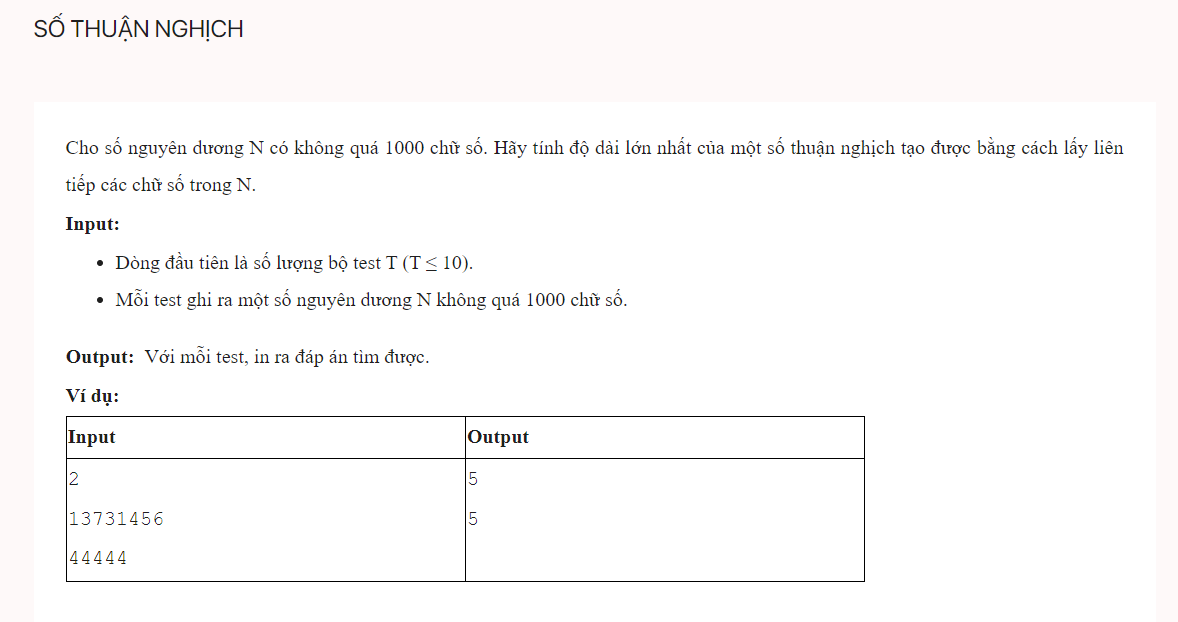 SỐ THUẬN NGHỊCH
Cho số nguyên dương N có không quá 1000 chữ số. Hãy tính độ dài lớn nhất của một số thuận nghịch tạo được bằng cách lấy liên
tiếp các chữ số trong N.
Input:
• Dòng đầu tiên là số lượng bộ test T (T ≤ 10).
• Mỗi test ghi ra một số nguyên dương N không quá 1000 chữ số.
Output: Với mỗi test, in ra đáp án tìm được.
Ví dụ:
Input Output
2 5
13731456 5
44444